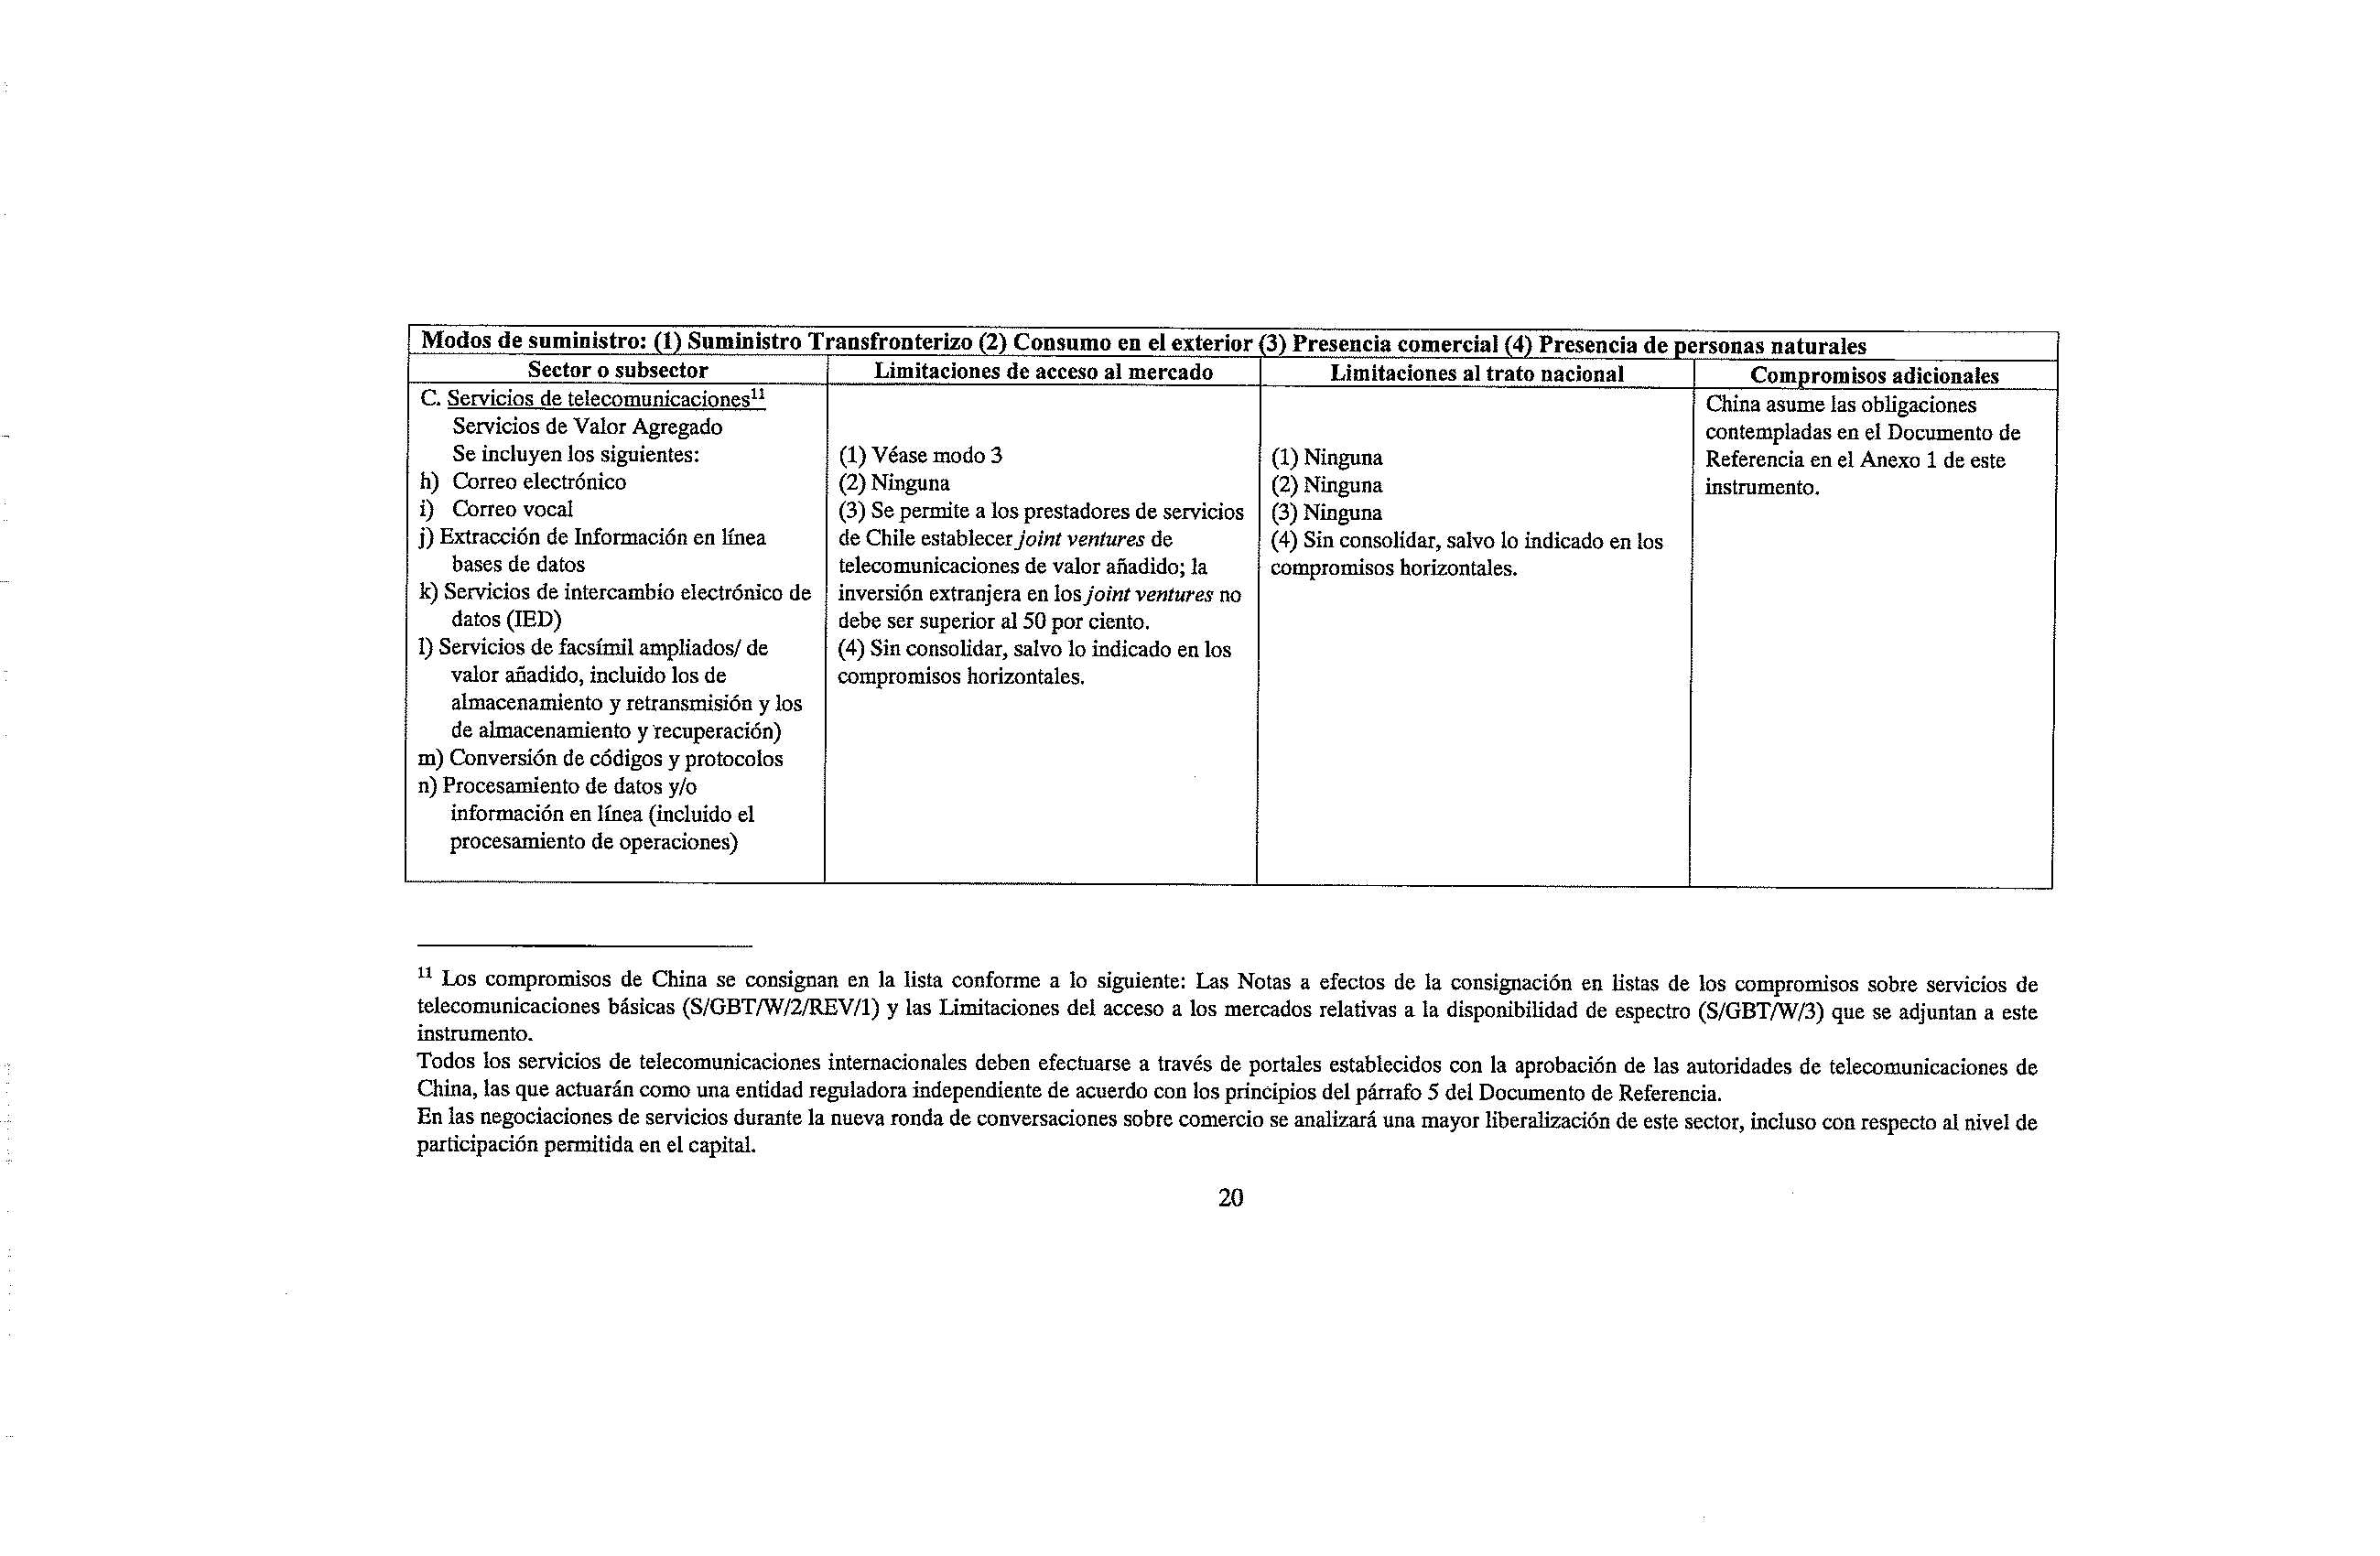 Modos de suministro: (1) Suministro Transfronterizo (2) Consumo en el exterior (3) Presencia comercial (4) Presencia de personas naturales
Sector o subsector
Limitaciones de acceso al mercado
Limitaciones al trato nacional
Compromisos adicionales
C. Servicios de telecomunicaciones¹¹
Servicios de Valor Agregado
Se incluyen los siguientes:
h) Correo electrónico
i) Correo vocal
j) Extracción de Información en línea
bases de datos
k) Servicios de intercambio electrónico de
datos (IED)
l) Servicios de facsímil ampliados/ de
valor añadido, incluido los de
almacenamiento y retransmisión y los
de almacenamiento y recuperación)
m) Conversión de códigos y protocolos
n) Procesamiento de datos y/o
información en línea (incluido el
procesamiento de operaciones)
(1) Véase modo 3
(2) Ninguna
(3) Se permite a los prestadores de servicios
de Chile establecer joint ventures de
telecomunicaciones de valor añadido; la
inversión extranjera en los joint ventures no
debe ser superior al 50 por ciento.
(4) Sin consolidar, salvo lo indicado en los
compromisos horizontales.
(1) Ninguna
(2) Ninguna
(3) Ninguna
(4) Sin consolidar, salvo lo indicado en los
compromisos horizontales.
China asume las obligaciones
contempladas en el Documento de
Referencia en el Anexo 1 de este
instrumento.
¹¹ Los compromisos de China se consignan en la lista conforme a lo siguiente: Las Notas a efectos de la consignación en listas de los compromisos sobre servicios de
telecomunicaciones básicas (S/GBT/W/2/REV/1) y las Limitaciones del acceso a los mercados relativas a la disponibilidad de espectro (S/GBT/W/3) que se adjuntan a este
instrumento.
Todos los servicios de telecomunicaciones internacionales deben efectuarse a través de portales establecidos con la aprobación de las autoridades de telecomunicaciones de
China, las que actuarán como una entidad reguladora independiente de acuerdo con los principios del párrafo 5 del Documento de Referencia.
En las negociaciones de servicios durante la nueva ronda de conversaciones sobre comercio se analizará una mayor liberalización de este sector, incluso con respecto al nivel de
participación permitida en el capital.
20